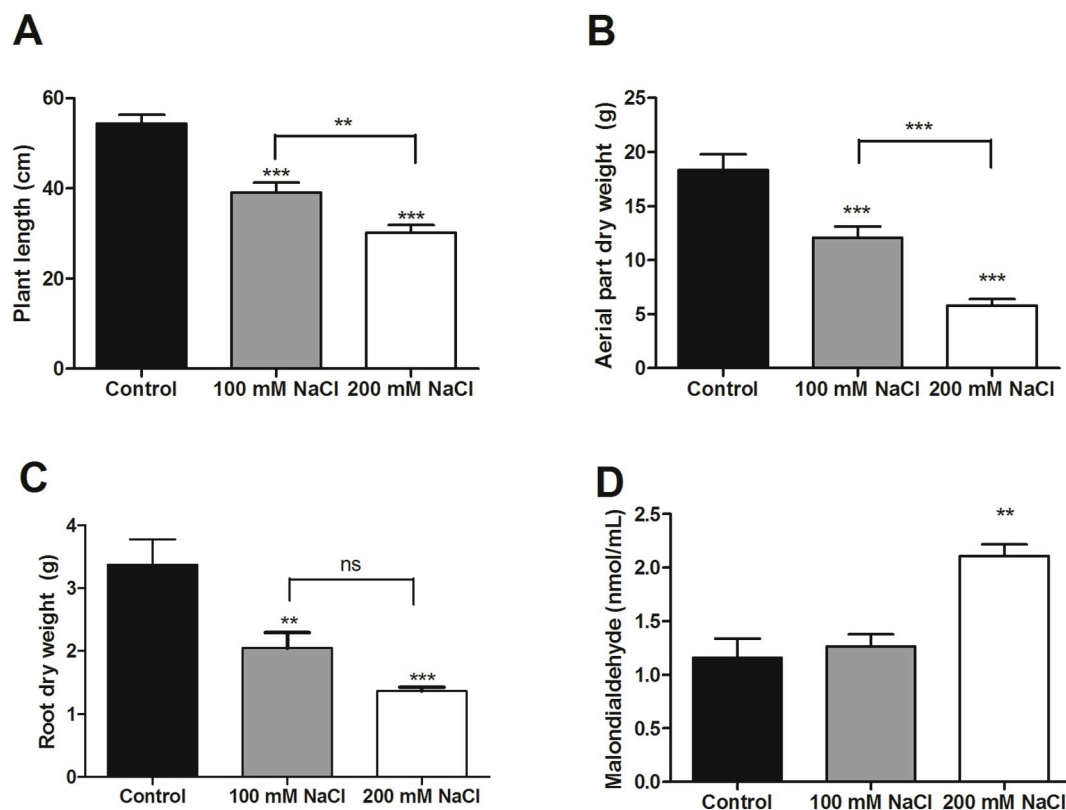 A
Plant length (cm)
60
40
20
0
**
***
***
Control
100 mM NaCl
200 mM NaCl
B
Aerial part dry weight (g)
25
20
15
10
5
0
***
***
***
Control
100 mM NaCl
200 mM NaCl
C
Root dry weight (g)
4
3
2
1
0
ns
**
***
Control
100 mM NaCl
200 mM NaCl
D
Malondialdehyde (nmol/mL)
2.5
2.0
1.5
1.0
0.5
0.0
**
Control
100 mM NaCl
200 mM NaCl